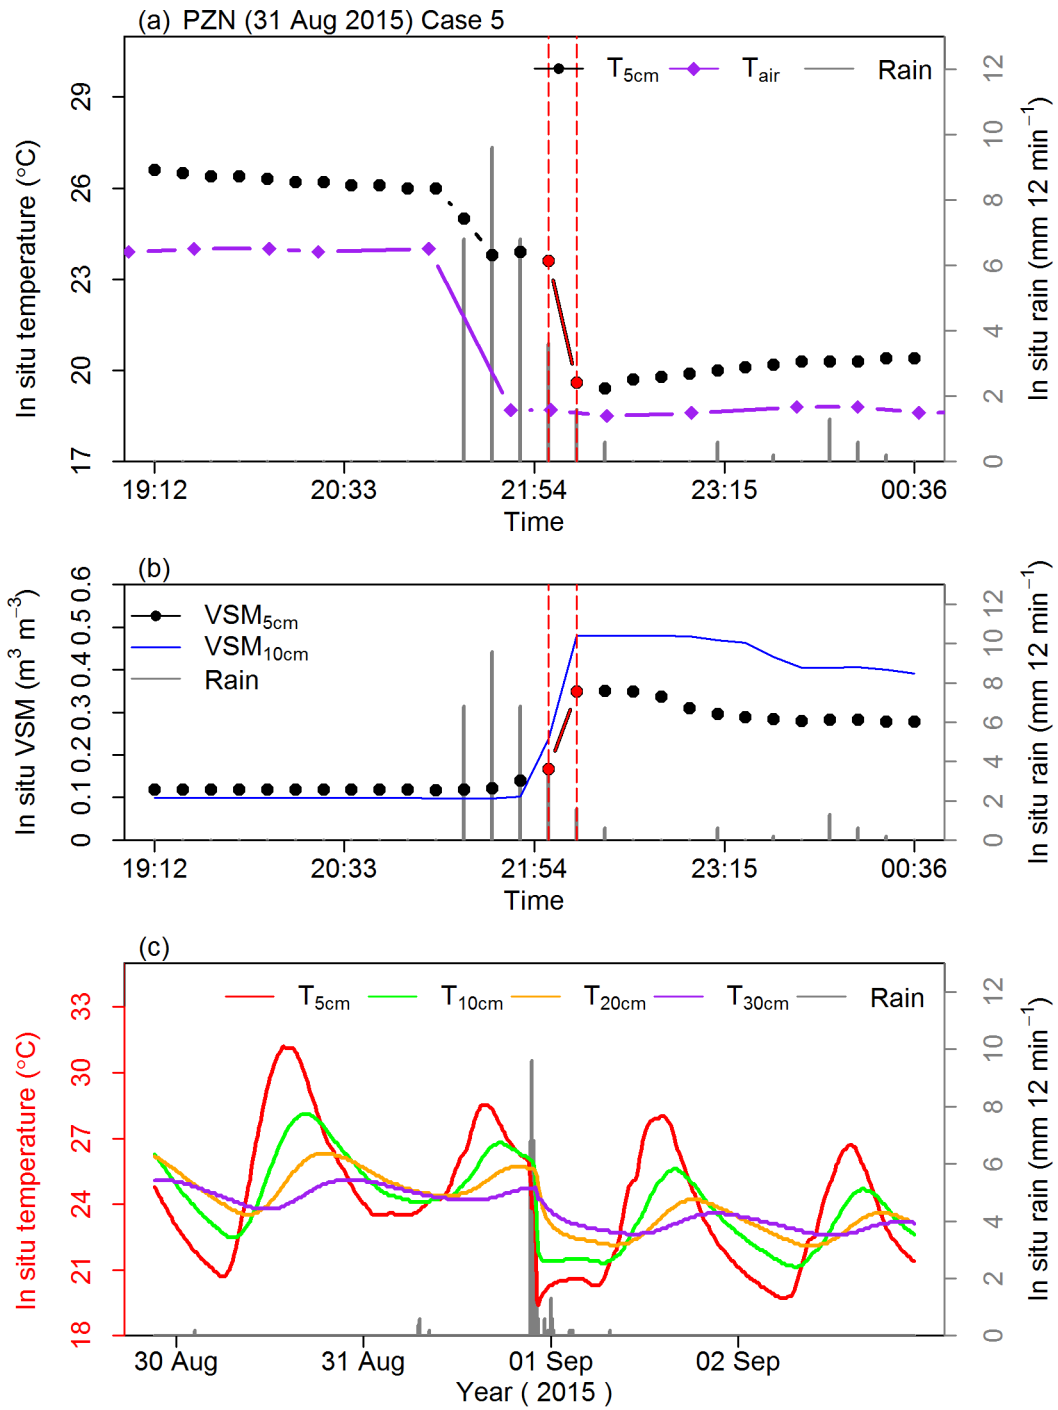 (a) PZN (31 Aug 2015) Case 5
T5cm Tair Rain
In situ temperature (°C)
17 20 23 26 29
In situ rain (mm 12 min−1)
0 2 4 6 8 10 12
19:12 20:33 21:54 23:15 00:36
Time
(b)
VSM5cm
VSM10cm
Rain
In situ VSM (m3 m−3)
0 0.1 0.2 0.3 0.4 0.5 0.6
In situ rain (mm 12 min−1)
0 2 4 6 8 10 12
19:12 20:33 21:54 23:15 00:36
Time
(c)
T5cm T10cm T20cm T30cm Rain
In situ temperature (°C)
18 21 24 27 30 33
In situ rain (mm 12 min−1)
0 2 4 6 8 10 12
30 Aug 31 Aug 01 Sep 02 Sep
Year ( 2015 )